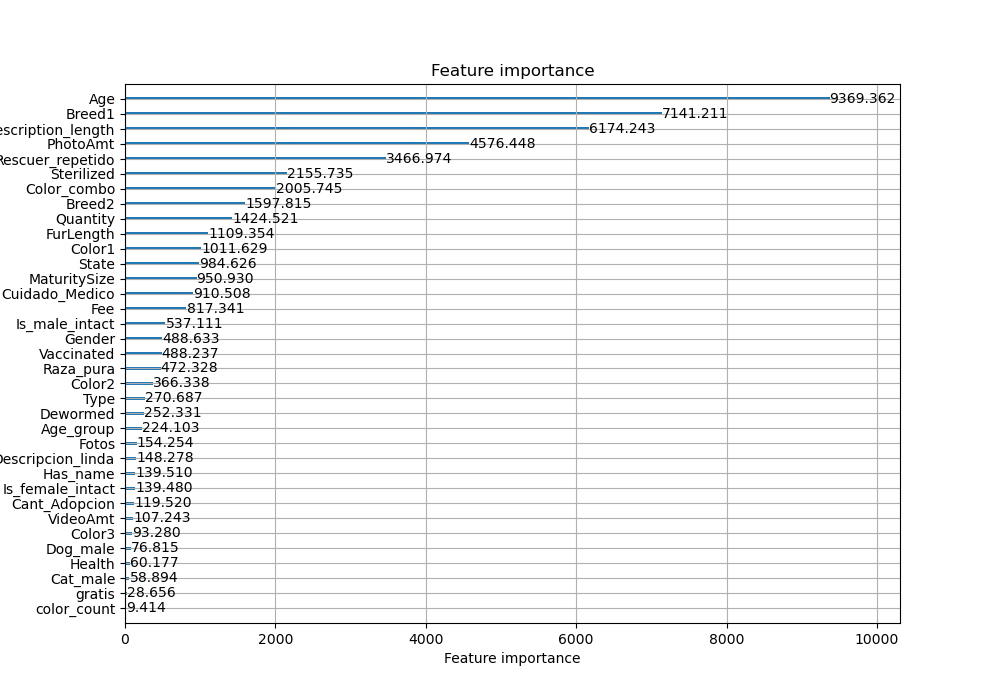 Feature importance
Age 9369.362
Breed1 7141.211
escription_length 6174.243
PhotoAmt 4576.448
Rescuer_repetido 3466.974
Sterilized 2155.735
Color_combo 2005.745
Breed2 1597.815
Quantity 1424.521
FurLength 1109.354
Color1 1011.629
State 984.626
MaturitySize 950.930
Cuidado_Medico 910.508
Fee 817.341
Is_male_intact 537.111
Gender 488.633
Vaccinated 488.237
Raza_pura 472.328
Color2 366.338
Type 270.687
Dewormed 252.331
Age_group 224.103
Fotos 154.254
Descripcion_linda 148.278
Has_name 139.510
Is_female_intact 139.480
Cant_Adopcion 119.520
VideoAmt 107.243
Color3 93.280
Dog_male 76.815
Health 60.177
Cat_male 58.894
gratis 28.656
color_count 9.414
0 2000 4000 6000 8000 10000
Feature importance